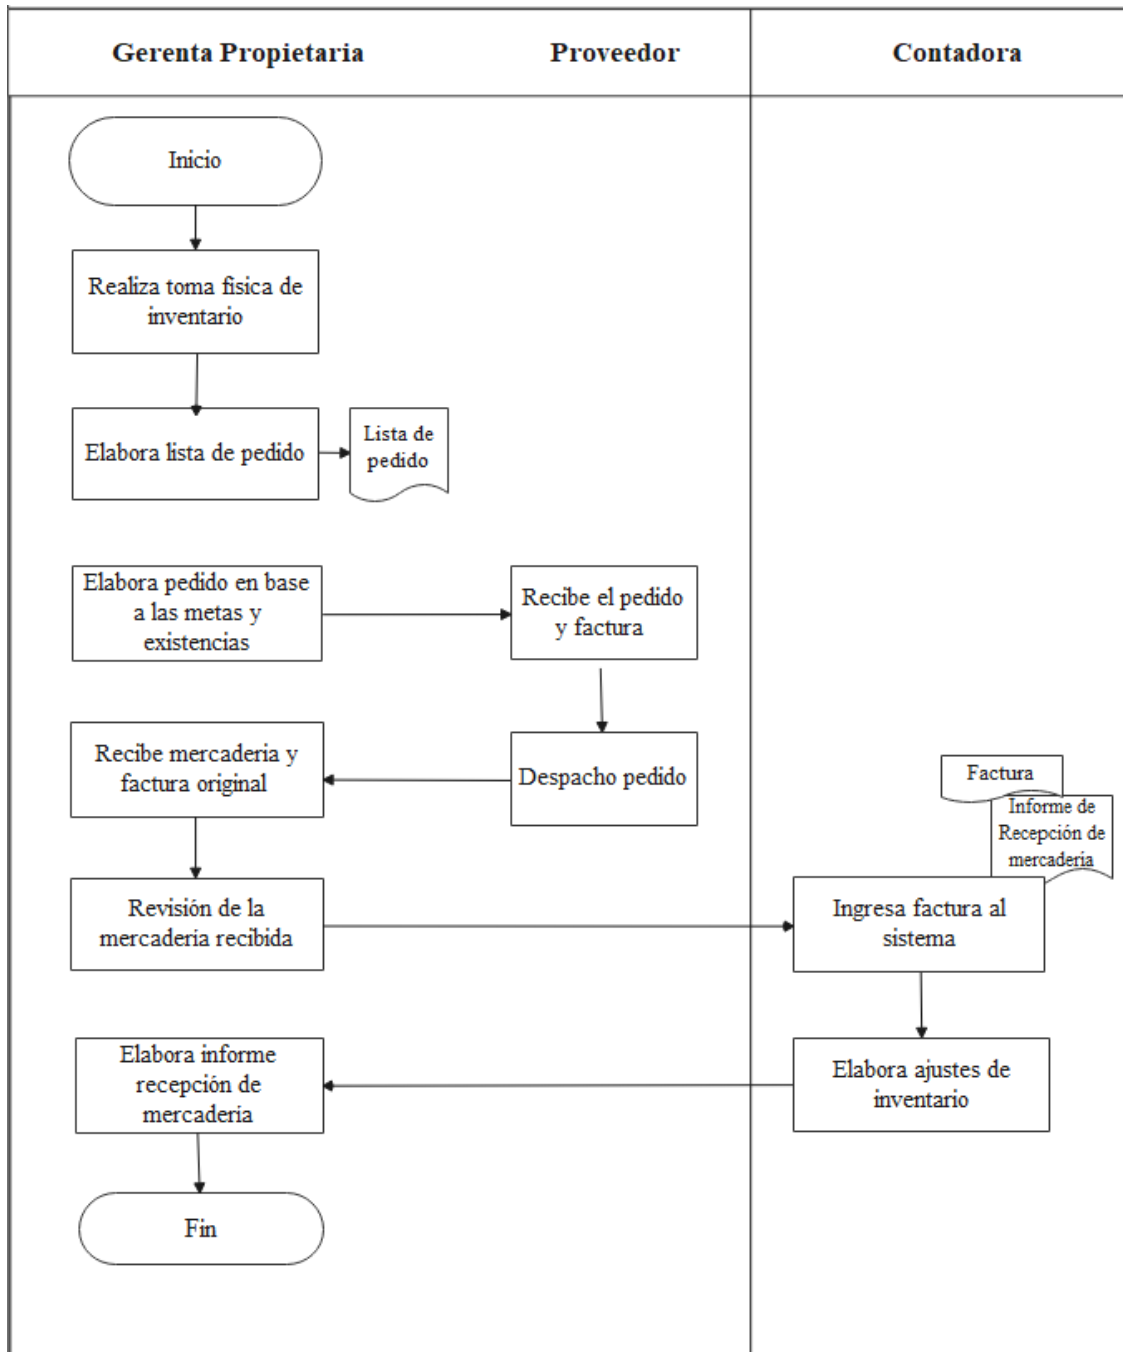 Gerenta Propietaria
Proveedor
Contadora
Inicio
Realiza toma fisica de
inventario
Elabora lista de pedido
Lista de
pedido
Elabora pedido en base
a las metas y
existencias
Recibe el pedido
y factura
Recibe mercaderia y
factura original
Despacho pedido
Factura
Informe de
Recepción de
mercaderia
Revisión de la
mercaderia recibida
Ingresa factura al
sistema
Elabora informe
recepción de
mercaderia
Elabora ajustes de
inventario
Fin